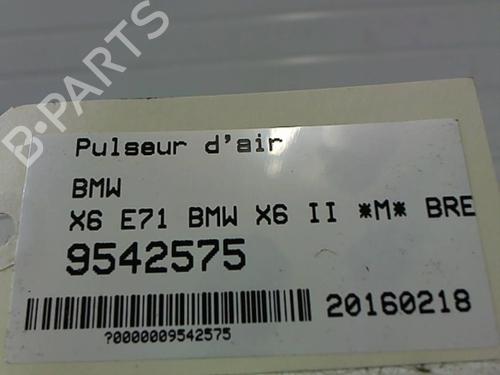 B-PARTS
Pulseur d'air
BMW
X6 E71 BMW X6 II *M* BRE
9542575
20160218
?0000009542575